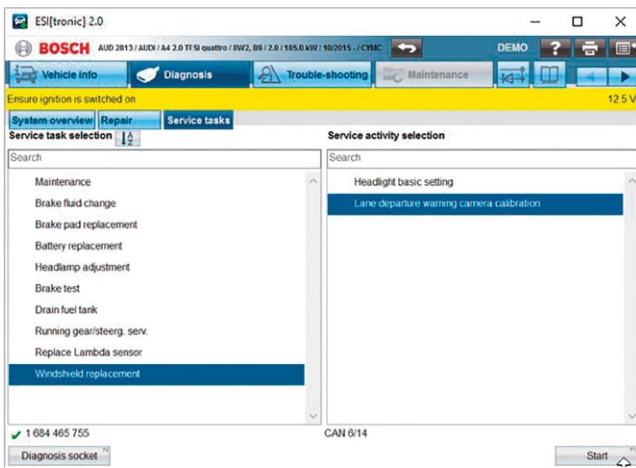 ESI[tronic] 2.0
BOSCH AUD 2813 / AUDI / A4 2.0 TFSI quattro / 8W2, B9 / 2.0 / 185.0 kW / 10/2015 - / CYMC DEMO ?
Vehicle info Diagnosis Trouble-shooting Maintenance
Ensure ignition is switched on 12.5 V
System overview Repair Service tasks
Service task selection Service activity selection
Search Search
Maintenance Headlight basic setting
Brake fluid change Lane departure warning camera calibration
Brake pad replacement
Battery replacement
Headlamp adjustment
Brake test
Drain fuel tank
Running gear/steerg. serv.
Replace Lambda sensor
Windshield replacement
1 684 465 755 CAN 6/14
Diagnosis socket Start